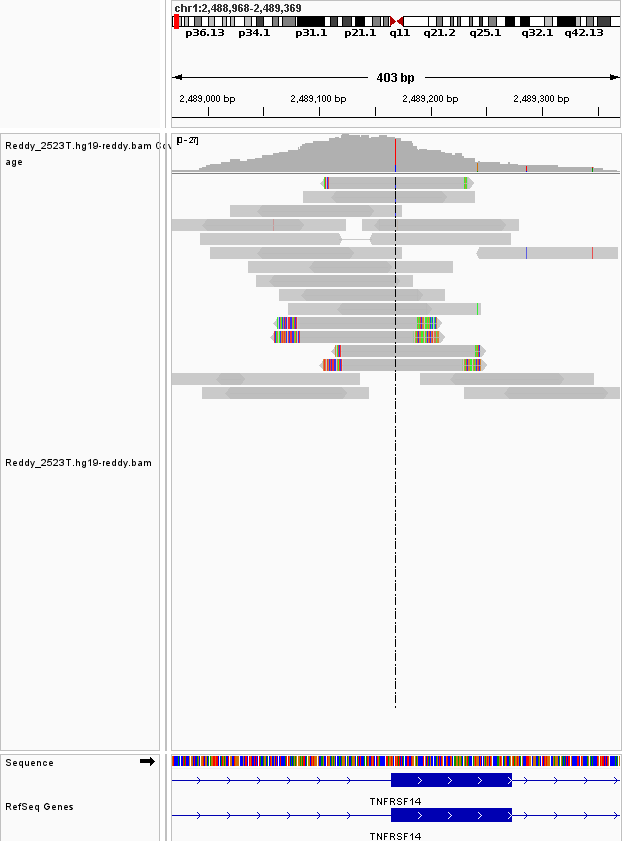 chr1:2,488,968-2,489,369
p36.13 p34.1 p31.1 p21.1 q11 q21.2 q25.1 q32.1 q42.13
403 bp
2,489,000 bp 2,489,100 bp 2,489,200 bp 2,489,300 bp
Reddy_2523T.hg19-reddy.bam Cov
age
[0 - 27]
Reddy_2523T.hg19-reddy.bam
Sequence
TNFRSF14
RefSeq Genes
TNFRSF14